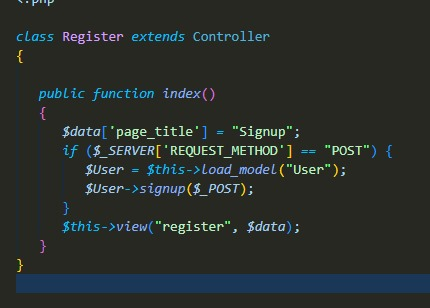 <?php
class Register extends Controller
{
public function index()
{
$data['page_title'] = "Signup";
if ($_SERVER['REQUEST_METHOD'] == "POST") {
$User = $this->load_model("User");
$User->signup($_POST);
}
$this->view("register", $data);
}
}